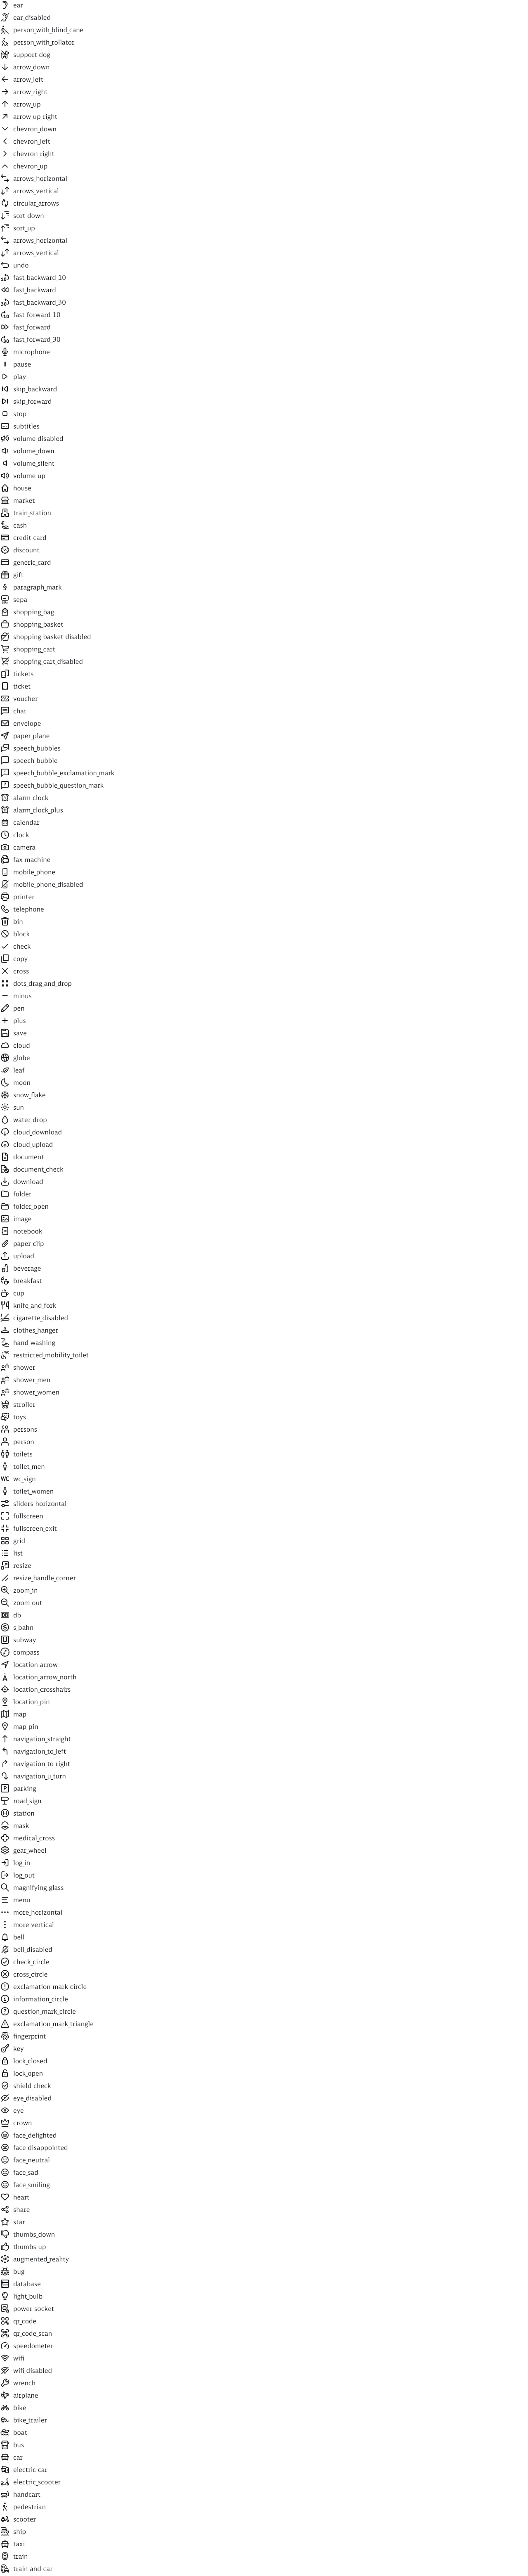 ear
ear_disabled
person_with_blind_cane
person_with_rollator
support_dog
arrow_down
arrow_left
arrow_right
arrow_up
arrow_up_right
chevron_down
chevron_left
chevron_right
chevron_up
arrows_horizontal
arrows_vertical
circular_arrows
sort_down
sort_up
arrows_horizontal
arrows_vertical
undo
fast_backward_10
fast_backward
fast_backward_30
fast_forward_10
fast_forward
fast_forward_30
microphone
pause
play
skip_backward
skip_forward
stop
subtitles
volume_disabled
volume_down
volume_silent
volume_up
house
market
train_station
cash
credit_card
discount
generic_card
gift
paragraph_mark
sepa
shopping_bag
shopping_basket
shopping_basket_disabled
shopping_cart
shopping_cart_disabled
tickets
ticket
voucher
chat
envelope
paper_plane
speech_bubbles
speech_bubble
speech_bubble_exclamation_mark
speech_bubble_question_mark
alarm_clock
alarm_clock_plus
calendar
clock
camera
fax_machine
mobile_phone
mobile_phone_disabled
printer
telephone
bin
block
check
copy
cross
dots_drag_and_drop
minus
pen
plus
save
cloud
globe
leaf
moon
snow_flake
sun
water_drop
cloud_download
cloud_upload
document
document_check
download
folder
folder_open
image
notebook
paper_clip
upload
beverage
breakfast
cup
knife_and_fork
cigarette_disabled
clothes_hanger
hand_washing
restricted_mobility_toilet
shower
shower_men
shower_women
stroller
toys
persons
person
toilets
toilet_men
WC wc_sign
toilet_women
sliders_horizontal
fullscreen
fullscreen_exit
grid
list
resize
resize_handle_corner
zoom_in
zoom_out
DB db
S s_bahn
U subway
compass
location_arrow
location_arrow_north
location_crosshairs
location_pin
map
map_pin
navigation_straight
navigation_to_left
navigation_to_right
navigation_u_turn
P parking
road_sign
H station
mask
medical_cross
gear_wheel
log_in
log_out
magnifying_glass
menu
more_horizontal
more_vertical
bell
bell_disabled
check_circle
cross_circle
exclamation_mark_circle
information_circle
question_mark_circle
exclamation_mark_triangle
fingerprint
key
lock_closed
lock_open
shield_check
eye_disabled
eye
crown
face_delighted
face_disappointed
face_neutral
face_sad
face_smiling
heart
share
star
thumbs_down
thumbs_up
augmented_reality
bug
database
light_bulb
power_socket
qr_code
qr_code_scan
speedometer
wifi
wifi_disabled
wrench
airplane
bike
bike_trailer
boat
bus
car
electric_car
electric_scooter
handcart
pedestrian
scooter
ship
taxi
train
train_and_car